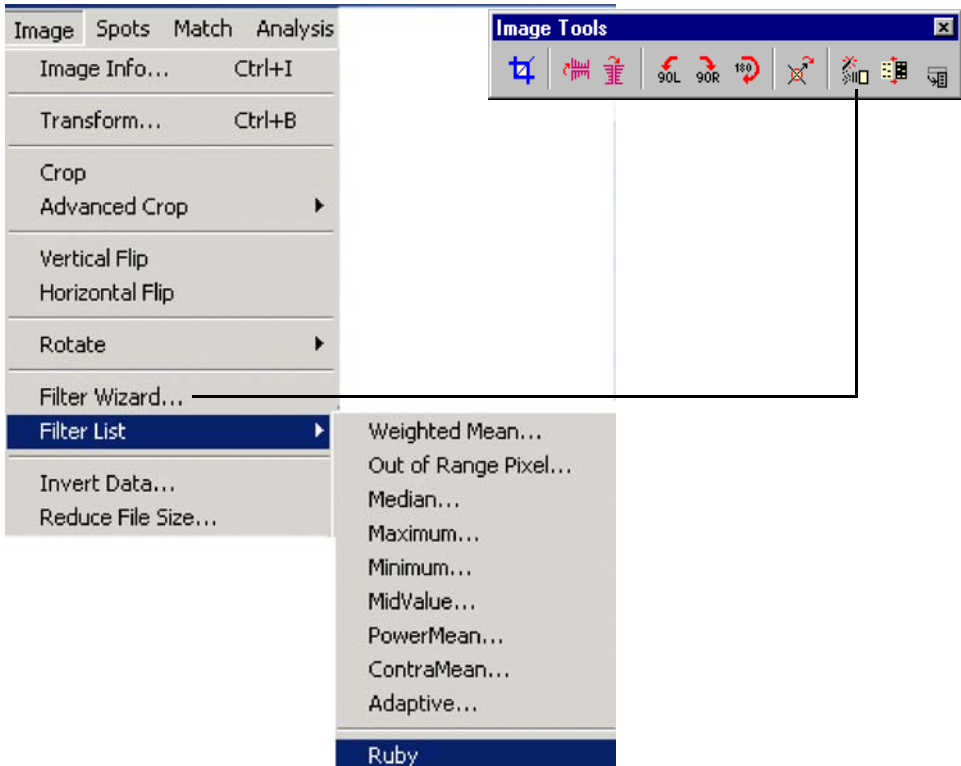 Image Spots Match Analysis
Image Info... Ctrl+I
Transform... Ctrl+B
Crop
Advanced Crop
Vertical Flip
Horizontal Flip
Rotate
Filter Wizard...
Filter List
Invert Data...
Reduce File Size...
Weighted Mean...
Out of Range Pixel...
Median...
Maximum...
Minimum...
MidValue...
PowerMean...
ContraMean...
Adaptive...
Ruby
Image Tools
90L 90R 180